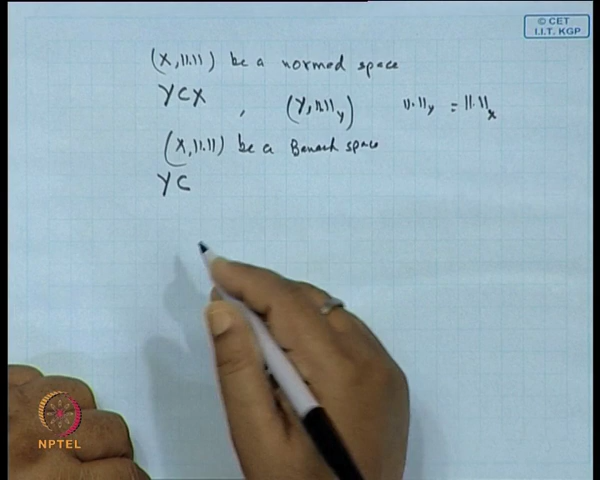 © CET
I.I.T. KGP
(X, ||.||) be a normed space
Y ⊂ X , (Y, ||.||_Y) ||.||_Y = ||.||_X
(X, ||.||) be a Banach space
Y ⊂
NPTEL